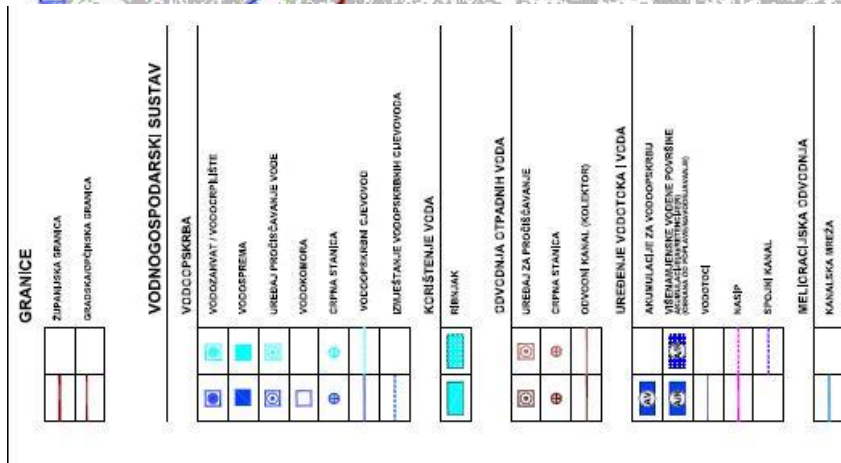 GRANICE
ŽUPANIJSKA GRANICA
GRADSKA/OPĆINSKA GRANICA
VODNOGOSPODARSKI SUSTAV
VODOOPSKRBA
VODOZAHVAT / VODOCRPILIŠTE
VODOSPREMA
UREĐAJ PROČIŠĆAVANJE VODE
VODOKOMORA
CRPNA STANICA
VODOOPSKRBNI CJEVOVOD
IZMJEŠTANJE VODOOPSKRBNIH CIJEVOVODA
KORIŠTENJE VODA
RIBNJAK
ODVODNJA OTPADNIH VODA
UREĐAJ ZA PROČIŠĆAVANJE
CRPNA STANICA
ODVODNI KANAL (KOLEKTOR)
UREĐENJE VODOTOKA I VODA
AKUMULACIJE ZA VODOOPSKRBU
AV
VIŠENAMJENSKE VODENE POVRŠINE
VODOTOCI
NASIP
SPOJNI KANAL
MELIORACIJSKA ODVODNJA
KANALSKA MREŽA